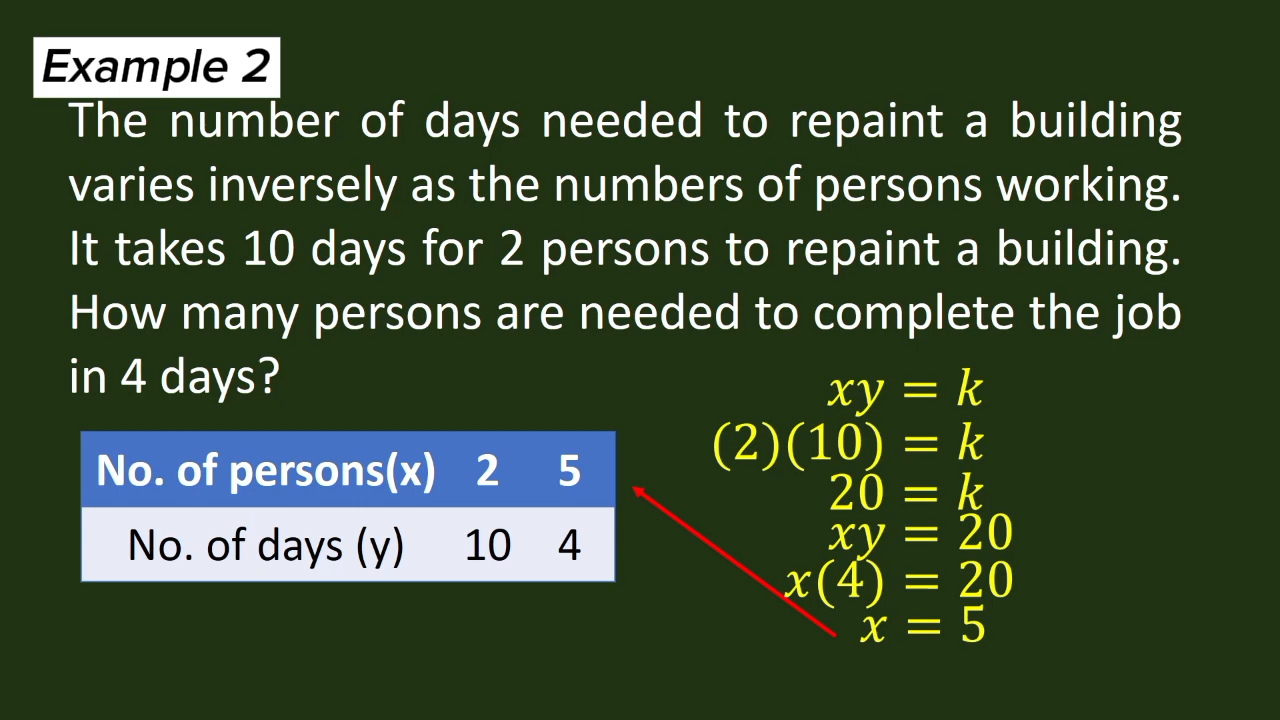 Example 2
The number of days needed to repaint a building
varies inversely as the numbers of persons working.
It takes 10 days for 2 persons to repaint a building.
How many persons are needed to complete the job
in 4 days?
No. of persons(x) 2 5
No. of days (y) 10 4
xy = k
(2)(10) = k
20 = k
xy = 20
x(4) = 20
x = 5